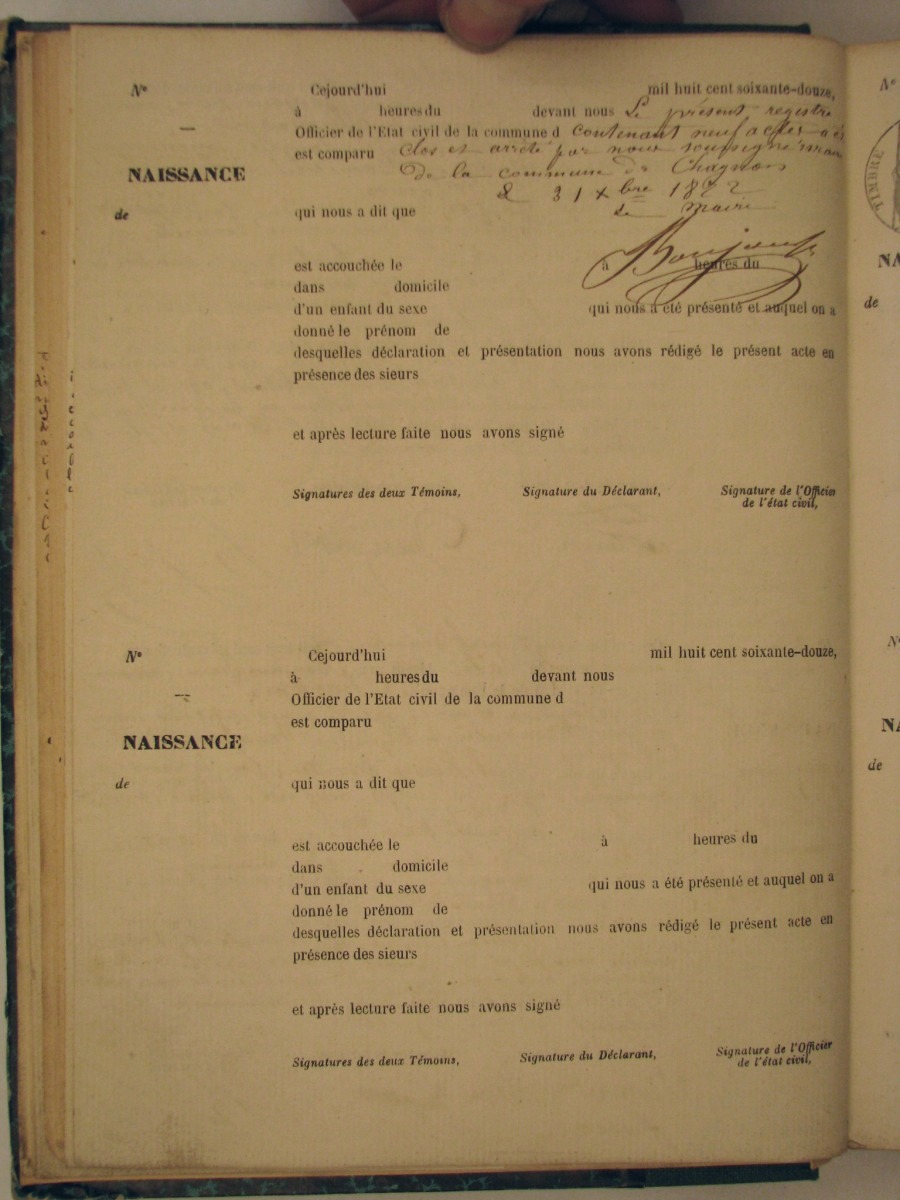 N° Cejourd'hui mil huit cent soixante-douze,
à heures du devant nous Le présent registre
Officier de l'Etat civil de la commune d contenant neuf actes a é
est comparu Clos et arrêté par nous soussigné maire
NAISSANCE de la commune de Chagnon
31 Xbre 1872
de qui nous a dit que Le maire
est accouchée le à heures du
dans domicile
d'un enfant du sexe qui nous a été présenté et auquel on a
donné le prénom de
desquelles déclaration et présentation nous avons rédigé le présent acte en
présence des sieurs
et après lecture faite nous avons signé
Signatures des deux Témoins, Signature du Déclarant, Signature de l'Officier
de l'état civil,
N° Cejourd'hui mil huit cent soixante-douze,
à heures du devant nous
Officier de l'Etat civil de la commune d
est comparu
NAISSANCE
de qui nous a dit que
est accouchée le à heures du
dans domicile
d'un enfant du sexe qui nous a été présenté et auquel on a
donné le prénom de
desquelles déclaration et présentation nous avons rédigé le présent acte en
présence des sieurs
et après lecture faite nous avons signé
Signatures des deux Témoins, Signature du Déclarant, Signature de l'Officier
de l'état civil,
N°
NA
de
N°
NA
de